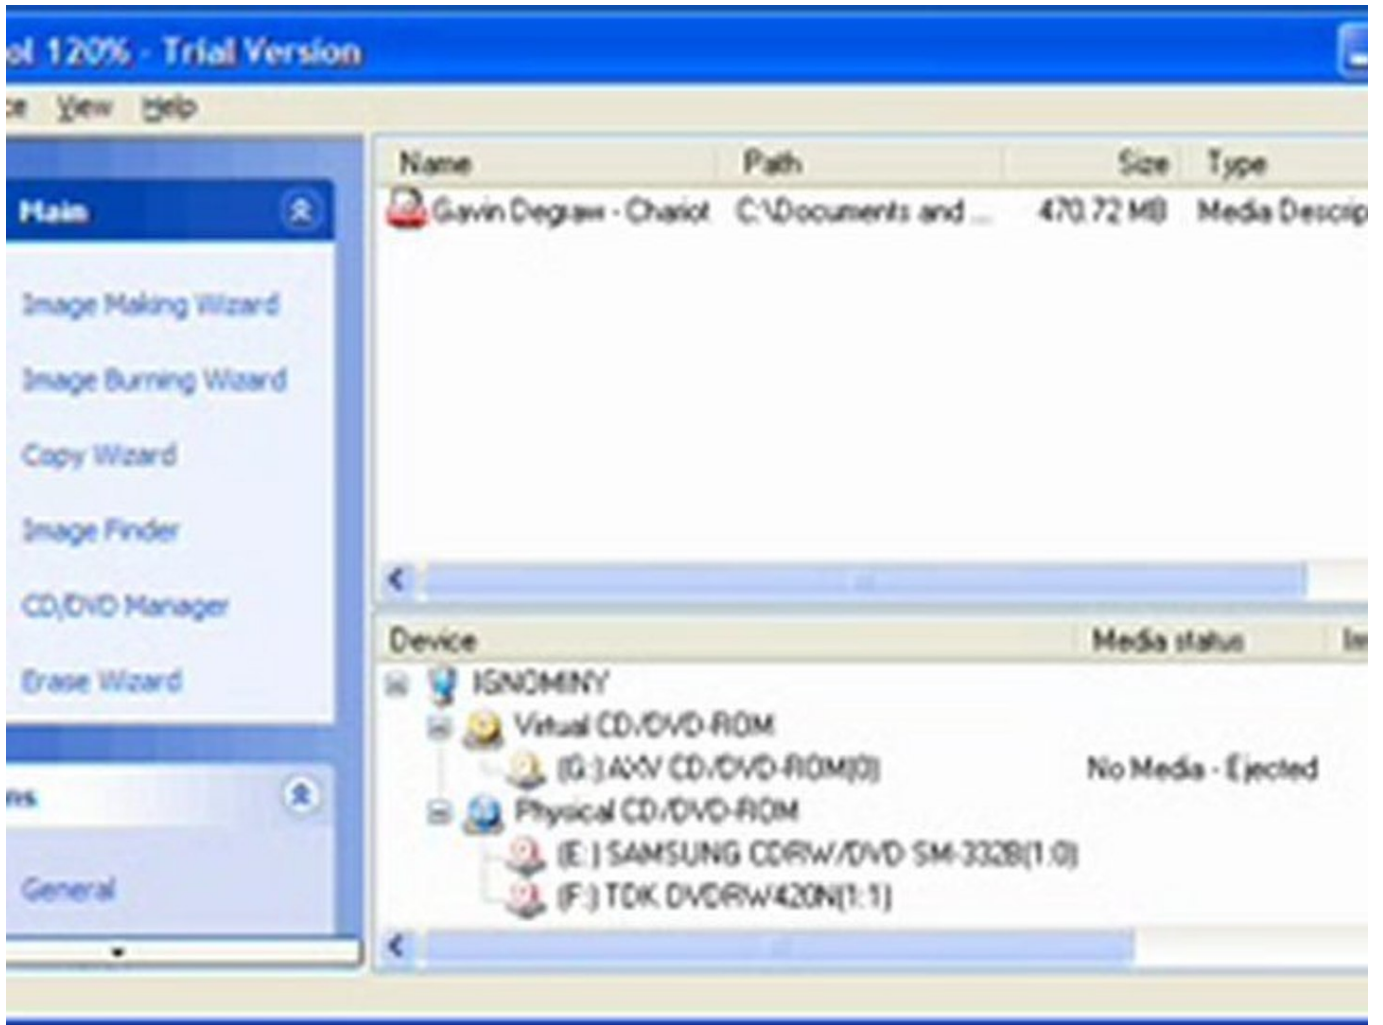 ol 120% - Trial Version
ce View Help
Name Path Size Type
Main
Gavin Degraw - Chariot C:\Documents and ... 470.72 MB Media Descrip
Image Making Wizard
Image Burning Wizard
Copy Wizard
Image Finder
CD/DVD Manager
Erase Wizard
Device Media status Im
IGNOMINY
Virtual CD/DVD-ROM
(G:) AXV CD/DVD-ROM(0) No Media - Ejected
ns
Physical CD/DVD-ROM
(E:) SAMSUNG CDRW/DVD SM-332B(1:0)
General
(F:) TDK DVDRW420N(1:1)